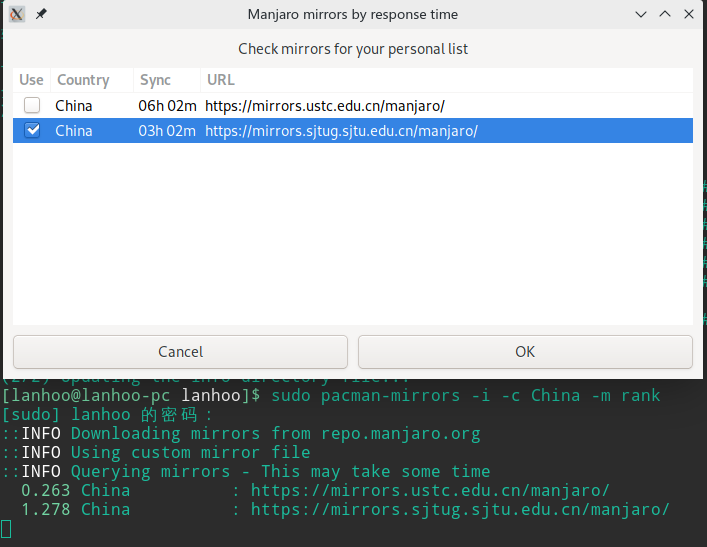 Manjaro mirrors by response time
Check mirrors for your personal list
Use Country Sync URL
China 06h 02m https://mirrors.ustc.edu.cn/manjaro/
China 03h 02m https://mirrors.sjtug.sjtu.edu.cn/manjaro/
Cancel OK
[lanhoo@lanhoo-pc lanhoo]$ sudo pacman-mirrors -i -c China -m rank
[sudo] lanhoo 的密码：
::INFO Downloading mirrors from repo.manjaro.org
::INFO Using custom mirror file
::INFO Querying mirrors - This may take some time
0.263 China : https://mirrors.ustc.edu.cn/manjaro/
1.278 China : https://mirrors.sjtug.sjtu.edu.cn/manjaro/